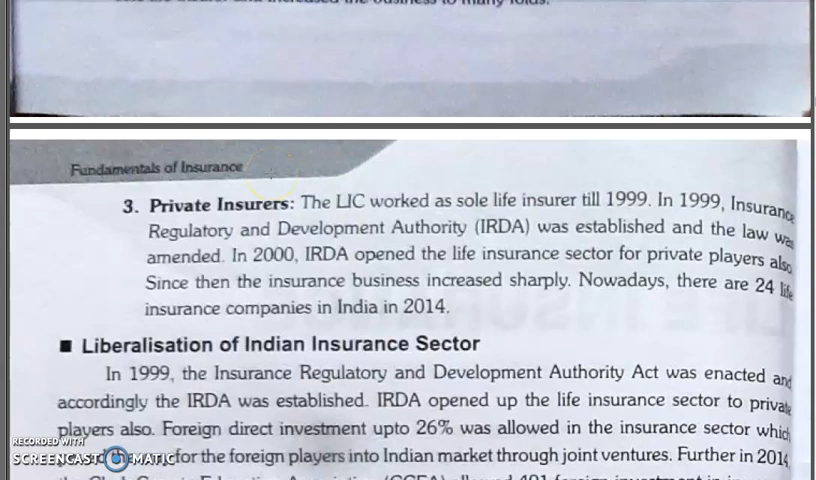 Fundamentals of Insurance
3. Private Insurers: The LIC worked as sole life insurer till 1999. In 1999, Insurance
Regulatory and Development Authority (IRDA) was established and the law was
amended. In 2000, IRDA opened the life insurance sector for private players also
Since then the insurance business increased sharply. Nowadays, there are 24 life
insurance companies in India in 2014.
■ Liberalisation of Indian Insurance Sector
In 1999, the Insurance Regulatory and Development Authority Act was enacted and
accordingly the IRDA was established. IRDA opened up the life insurance sector to private
players also. Foreign direct investment upto 26% was allowed in the insurance sector which
RECORDED WITH
for the foreign players into Indian market through joint ventures. Further in 2014,
SCREENCAST-O-MATIC